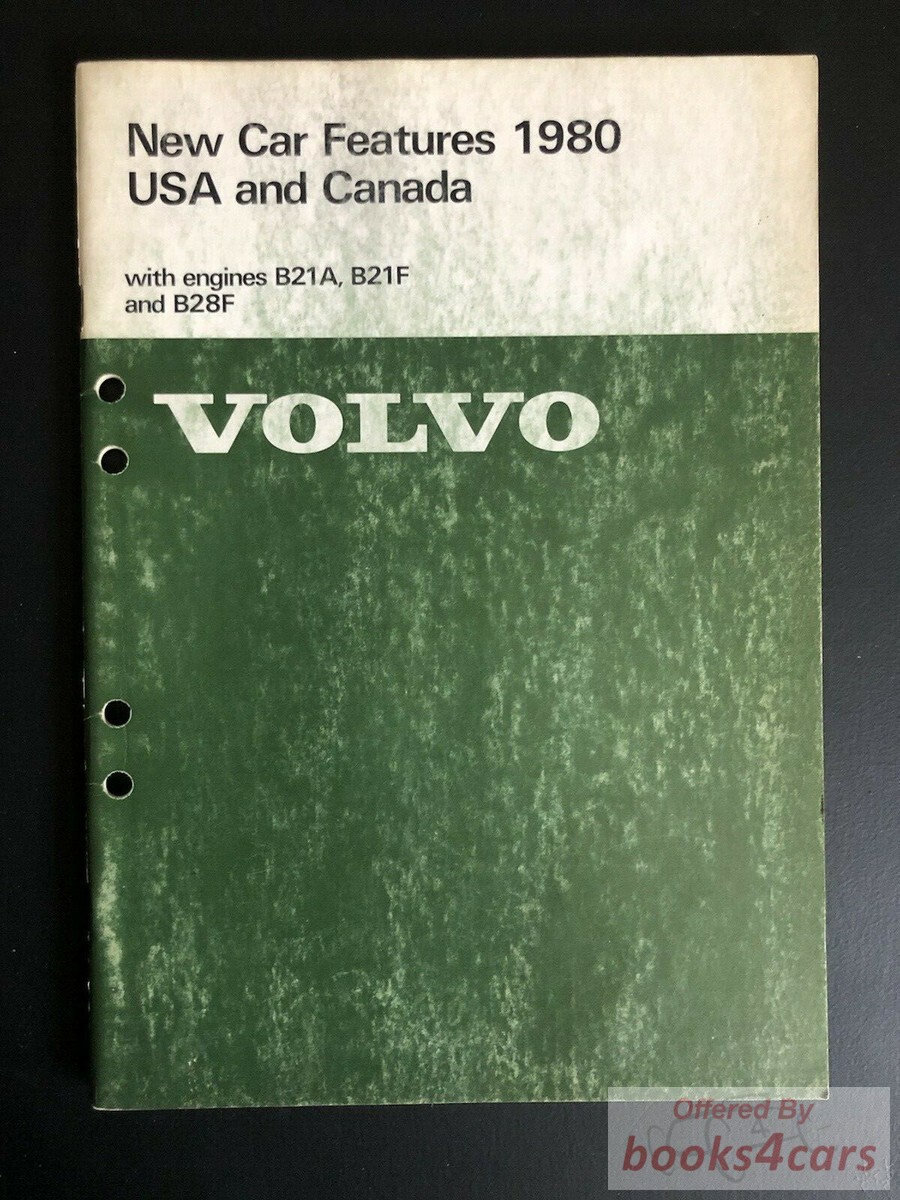 New Car Features 1980
USA and Canada
with engines B21A, B21F
and B28F
VOLVO
Offered By
books4cars